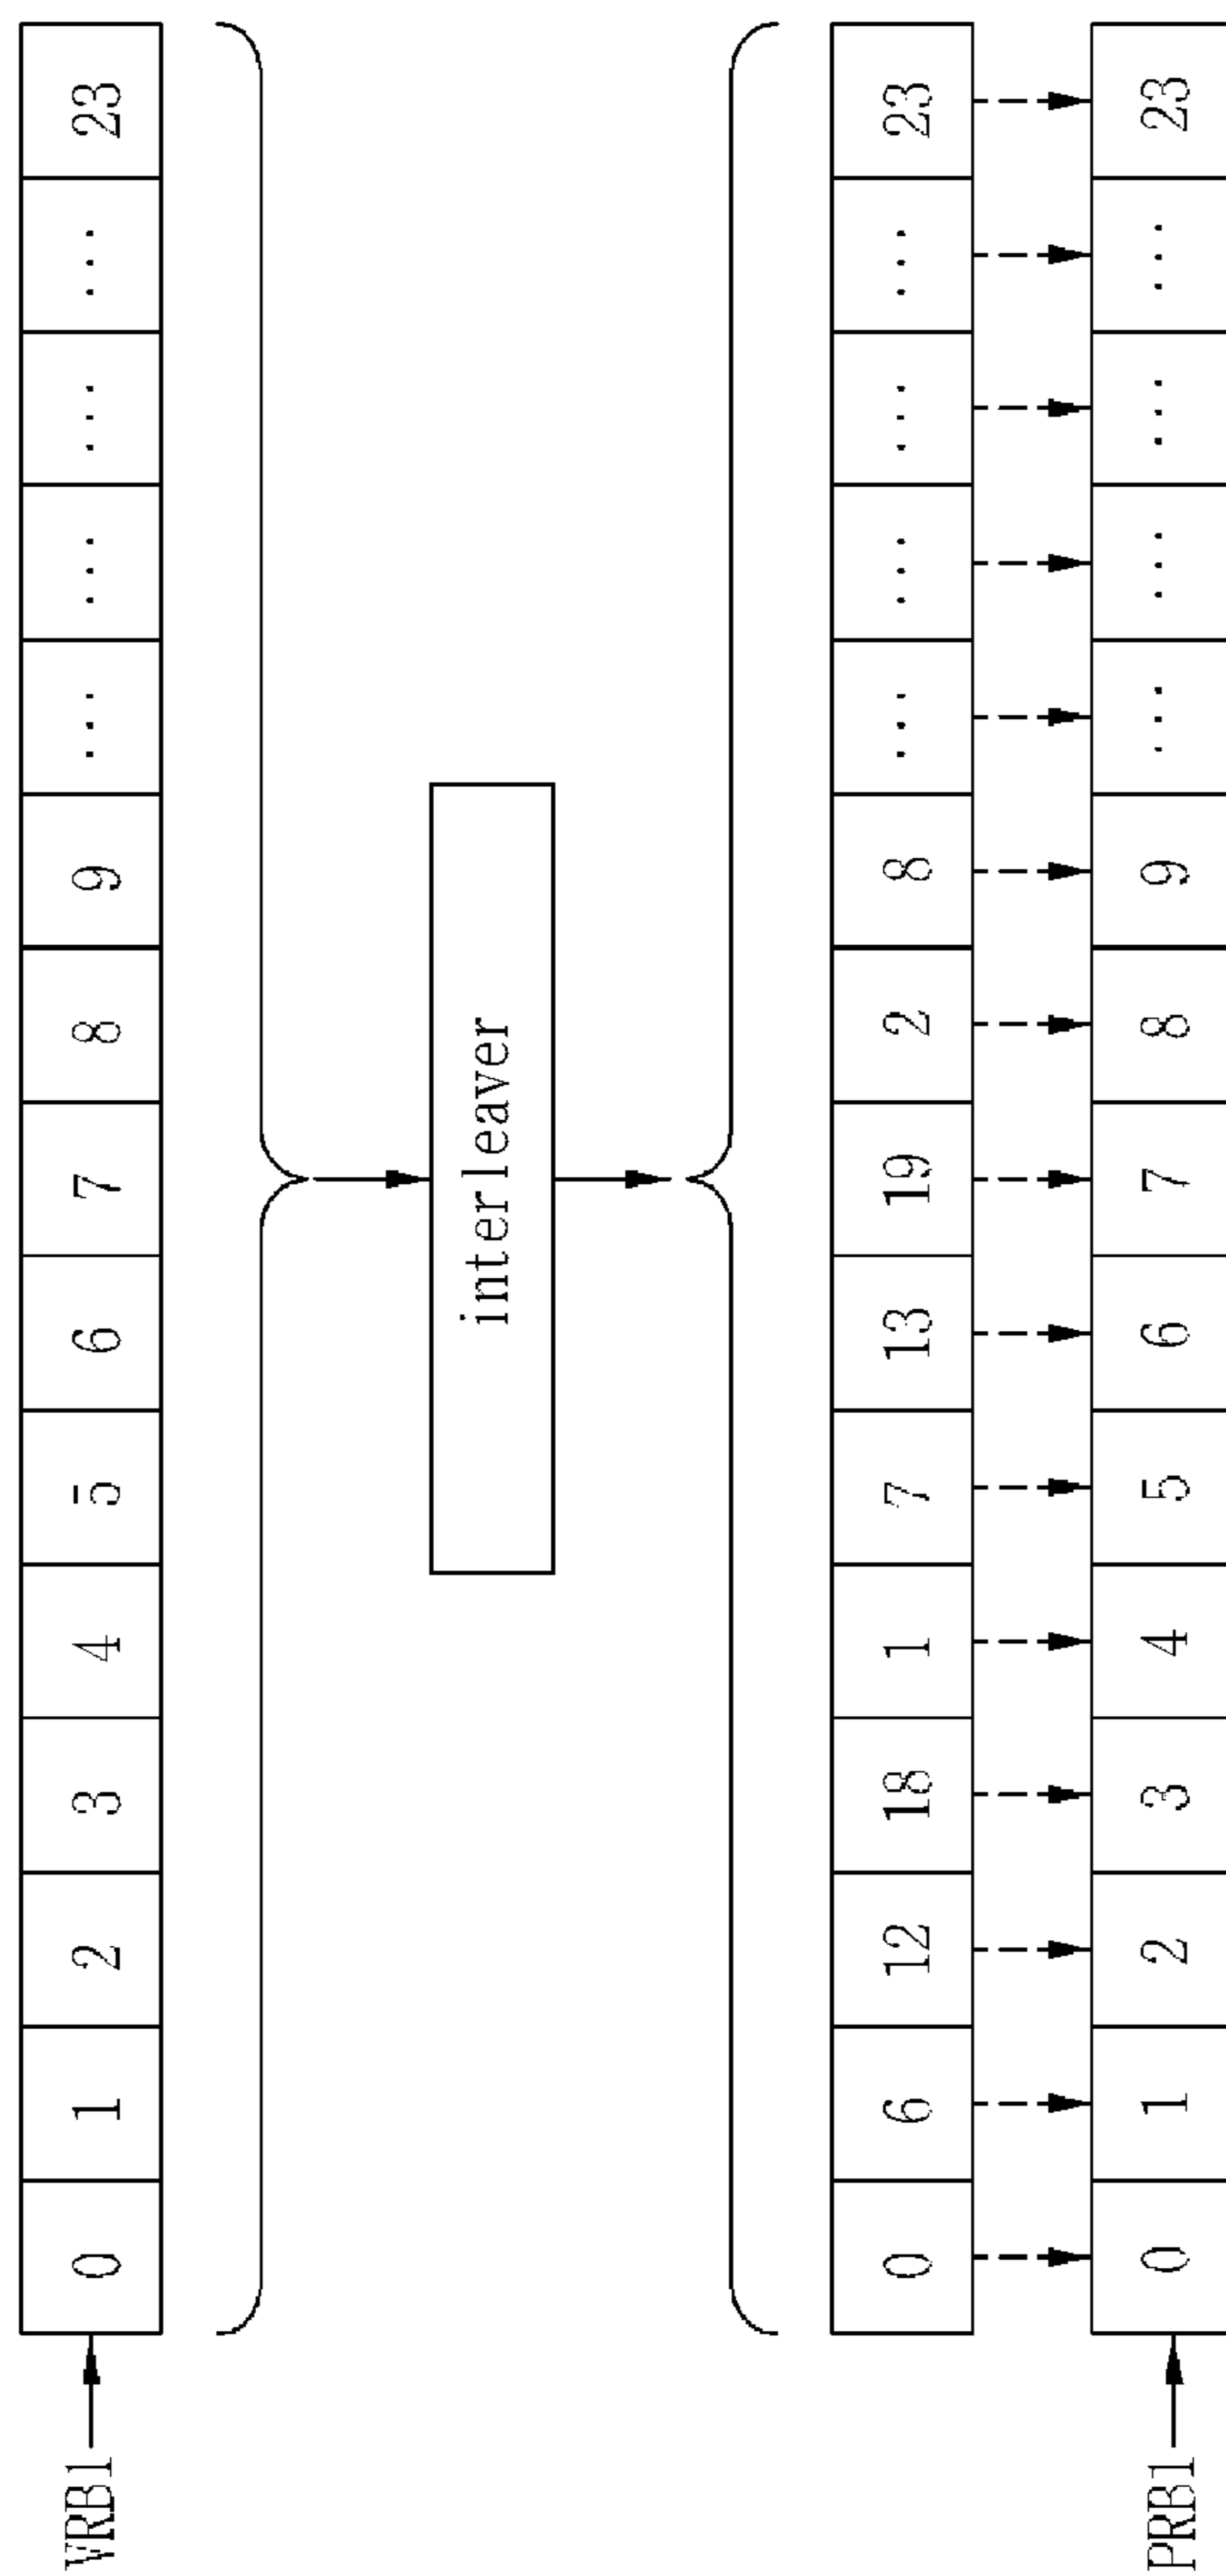 VRB1 0 1 2 3 4 5 6 7 8 9 ... ... ... ... 23
interleaver
0 6 12 18 1 7 13 19 2 8 ... ... ... ... 23
PRB1 0 1 2 3 4 5 6 7 8 9 ... ... ... ... 23